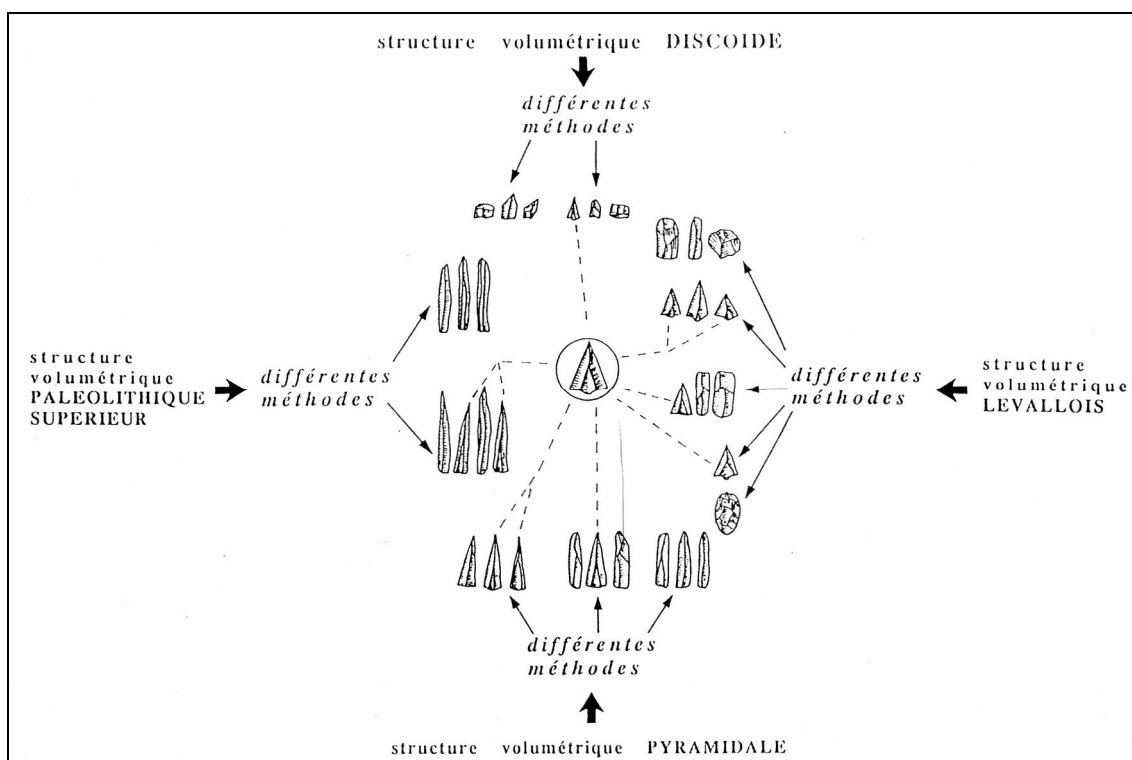 structure volumétrique DISCOIDE
différentes
méthodes
structure
volumétrique
PALEOLITHIQUE
SUPERIEUR
différentes
méthodes
différentes
méthodes
structure
volumétrique
LEVALLOIS
différentes
méthodes
structure volumétrique PYRAMIDALE